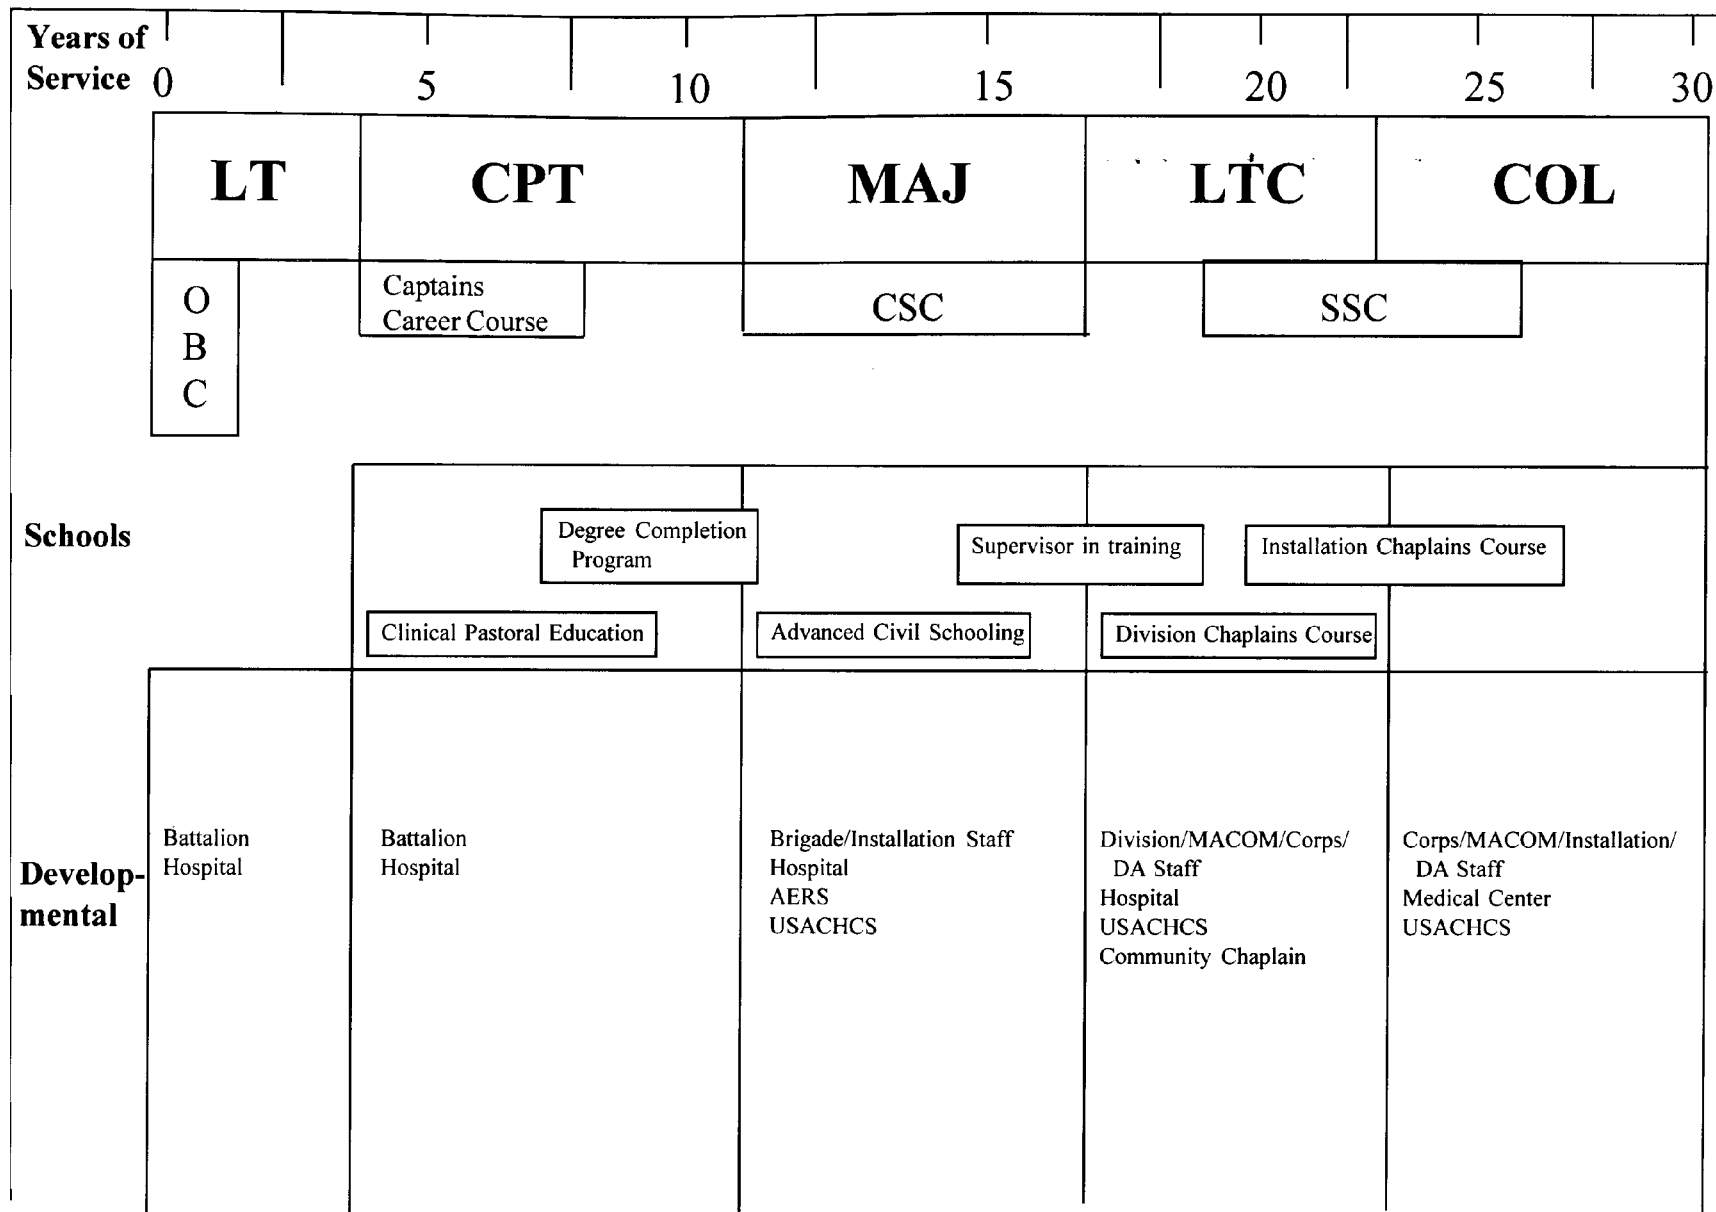 Years of
Service 0 5 10 15 20 25 30
LT CPT MAJ LTC COL
O
B
C
Captains
Career Course
CSC
SSC
Schools
Degree Completion
Program
Supervisor in training
Installation Chaplains Course
Clinical Pastoral Education
Advanced Civil Schooling
Division Chaplains Course
Develop-
mental
Battalion
Hospital
Battalion
Hospital
Brigade/Installation Staff
Hospital
AERS
USACHCS
Division/MACOM/Corps/
DA Staff
Hospital
USACHCS
Community Chaplain
Corps/MACOM/Installation/
DA Staff
Medical Center
USACHCS